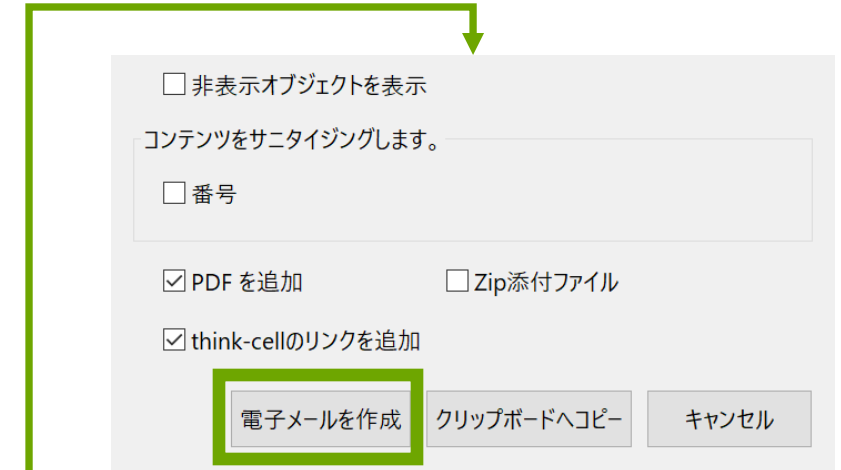 非表示オブジェクトを表示
コンテンツをサニタイジングします。
番号
PDF を追加 Zip添付ファイル
think-cellのリンクを追加
電子メールを作成 クリップボードへコピー キャンセル